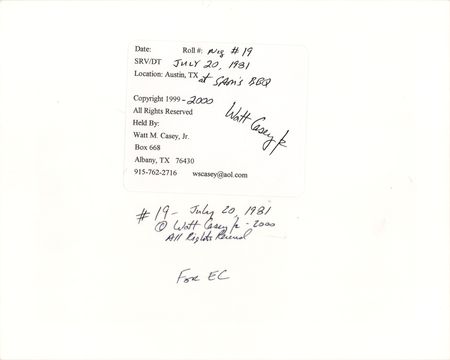 Date: Roll #: Neg #19
SRV/DT JULY 20, 1981
Location: Austin, TX at SAM'S BBQ
Copyright 1999-2000
All Rights Reserved
Held By:
Watt M. Casey, Jr.
Box 668
Albany, TX 76430
915-762-2716 wscasey@aol.com
Watt Casey Jr
#19- July 20, 1981
© Watt Casey Jr - 2000
All Rights Reserved
For EC